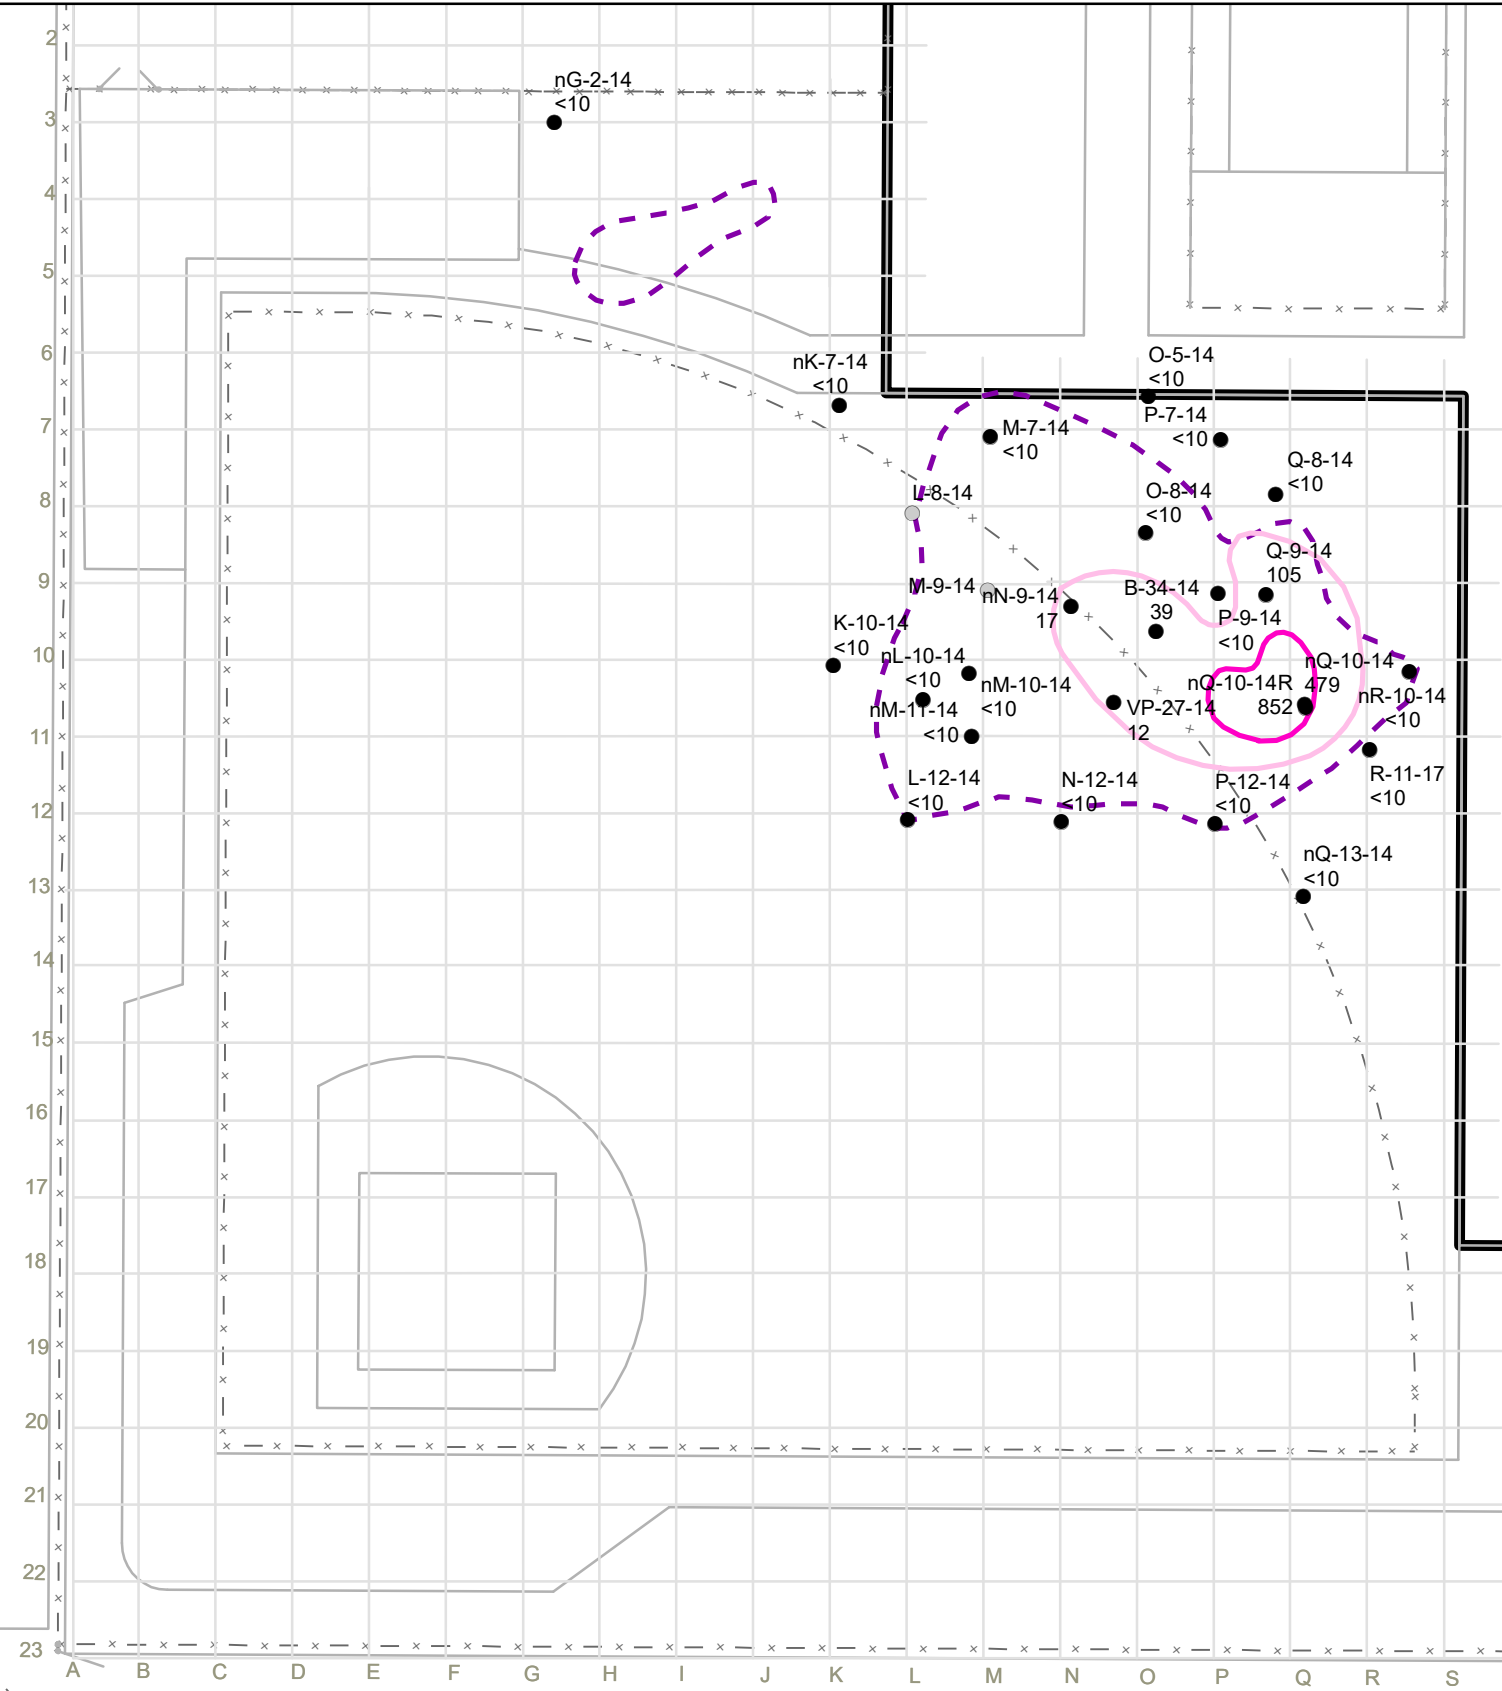 2
nG-2-14
<10
3
4
5
6
nK-7-14
<10
O-5-14
<10
7
M-7-14
<10
P-7-14
<10
Q-8-14
<10
8
L-8-14
O-8-14
<10
9
M-9-14
nN-9-14
17
B-34-14
39
Q-9-14
105
P-9-14
<10
K-10-14
<10
10
nL-10-14
<10
nM-10-14
<10
nQ-10-14
479
nQ-10-14R
852
nR-10-14
<10
nM-11-14
<10
VP-27-14
12
11
L-12-14
<10
N-12-14
<10
P-12-14
<10
R-11-17
<10
12
nQ-13-14
<10
13
14
15
16
17
18
19
20
21
22
23
A B C D E F G H I J K L M N O P Q R S